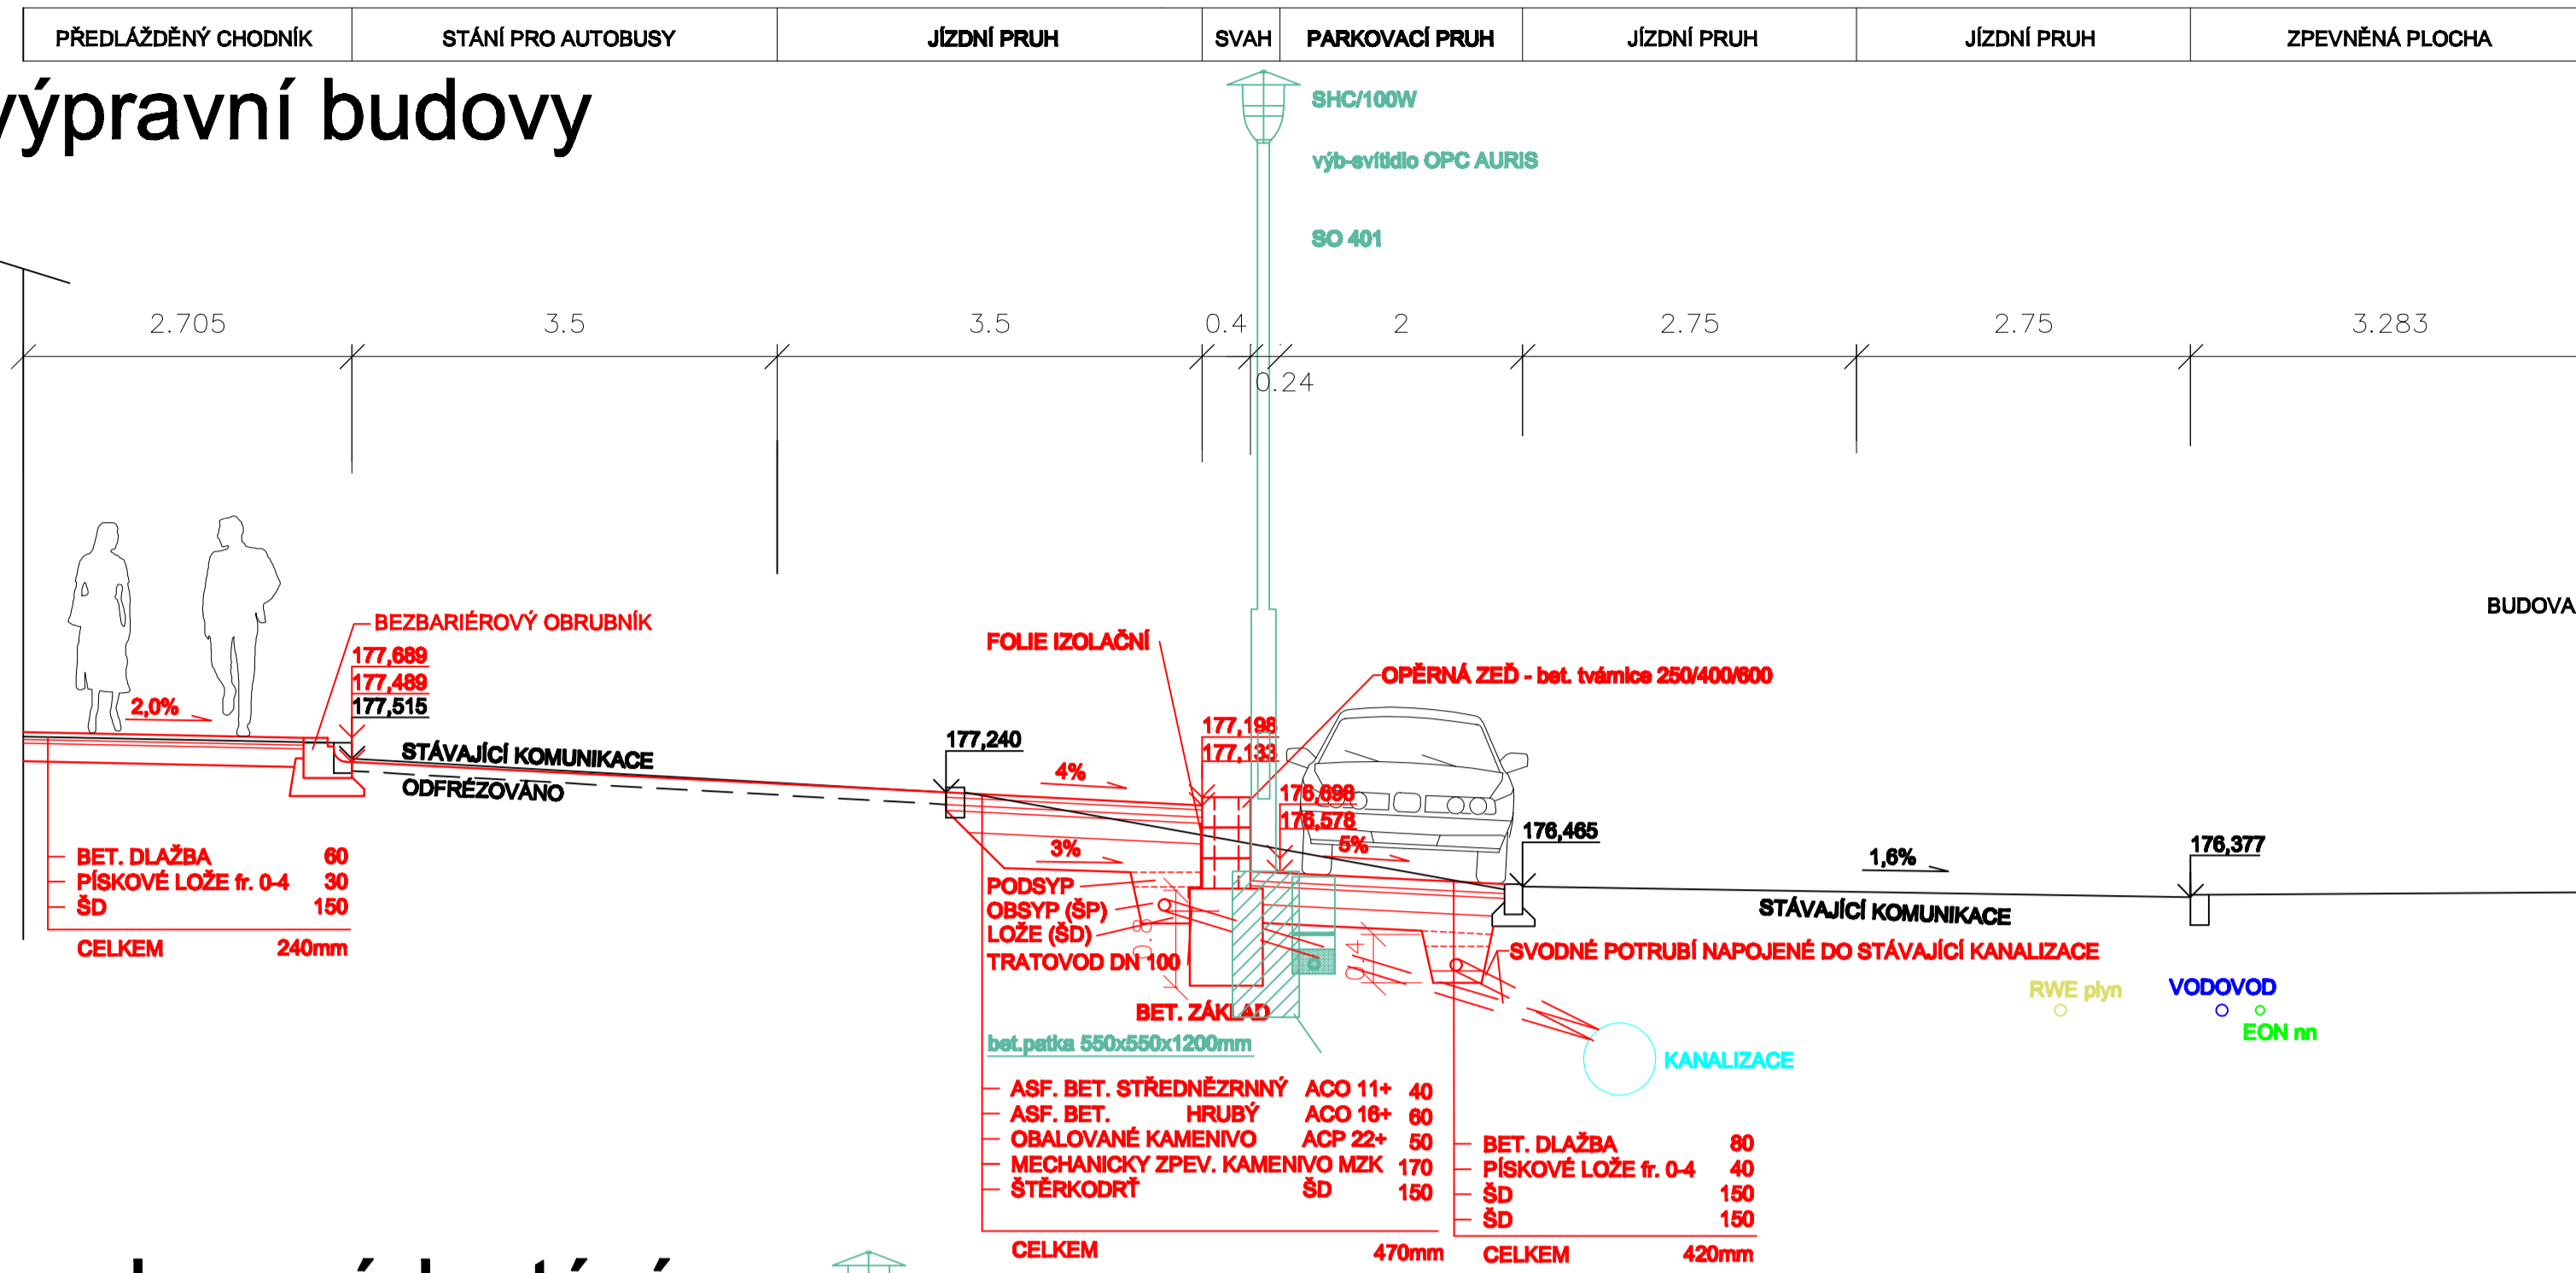 PŘEDLÁŽDĚNÝ CHODNÍK STÁNÍ PRO AUTOBUSY JÍZDNÍ PRUH SVAH PARKOVACÍ PRUH JÍZDNÍ PRUH JÍZDNÍ PRUH ZPEVNĚNÁ PLOCHA
výpravní budovy
SHC/100W
výb-svítidlo OPC AURIS
SO 401
2.705 3.5 3.5 0.4 2 2.75 2.75 3.283
0.24
BUDOVA
BEZBARIÉROVÝ OBRUBNÍK
177,689
177,489
177,515
2,0%
STÁVAJÍCÍ KOMUNIKACE
ODFRÉZOVÁNO
FOLIE IZOLAČNÍ
OPĚRNÁ ZEĎ - bet. tvárnice 250/400/600
177,240
177,198
177,133
4%
176,698
176,578
5%
3%
176,465
1,6%
176,377
STÁVAJÍCÍ KOMUNIKACE
BET. DLAŽBA 60
PÍSKOVÉ LOŽE fr. 0-4 30
ŠD 150
CELKEM 240mm
PODSYP
OBSYP (ŠP)
LOŽE (ŠD)
TRATOVOD DN 100
0.8
0.4
SVODNÉ POTRUBÍ NAPOJENÉ DO STÁVAJÍCÍ KANALIZACE
BET. ZÁKLAD
bet.patka 550x550x1200mm
RWE plyn
VODOVOD
EON nn
KANALIZACE
ASF. BET. STŘEDNĚZRNNÝ ACO 11+ 40
ASF. BET. HRUBÝ ACO 16+ 60
OBALOVANÉ KAMENIVO ACP 22+ 50
MECHANICKY ZPEV. KAMENIVO MZK 170
ŠTĚRKODRŤ ŠD 150
CELKEM 470mm
BET. DLAŽBA 80
PÍSKOVÉ LOŽE fr. 0-4 40
ŠD 150
ŠD 150
CELKEM 420mm